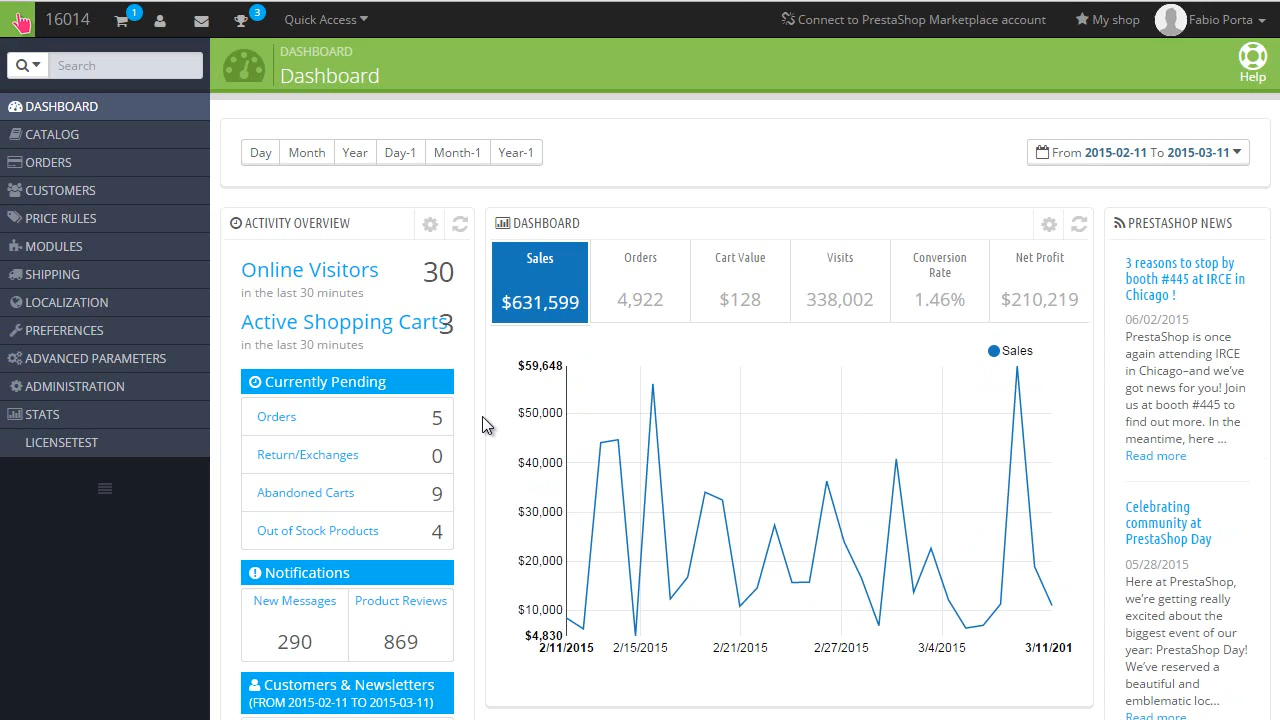 16014
1
3
Quick Access
Connect to PrestaShop Marketplace account
My shop
Fabio Porta
Search
DASHBOARD
CATALOG
ORDERS
CUSTOMERS
PRICE RULES
MODULES
SHIPPING
LOCALIZATION
PREFERENCES
ADVANCED PARAMETERS
ADMINISTRATION
STATS
LICENSETEST
DASHBOARD
Dashboard
Help
Day Month Year Day-1 Month-1 Year-1
From 2015-02-11 To 2015-03-11
ACTIVITY OVERVIEW
Online Visitors 30
in the last 30 minutes
Active Shopping Carts 3
in the last 30 minutes
Currently Pending
Orders 5
Return/Exchanges 0
Abandoned Carts 9
Out of Stock Products 4
Notifications
New Messages Product Reviews
290 869
Customers & Newsletters
(FROM 2015-02-11 TO 2015-03-11)
DASHBOARD
Sales
$631,599
Orders
4,922
Cart Value
$128
Visits
338,002
Conversion
Rate
1.46%
Net Profit
$210,219
Sales
$59,648
$50,000
$40,000
$30,000
$20,000
$10,000
$4,830
2/11/2015 2/15/2015 2/21/2015 2/27/2015 3/4/2015 3/11/201
PRESTASHOP NEWS
3 reasons to stop by
booth #445 at IRCE in
Chicago !
06/02/2015
PrestaShop is once
again attending IRCE
in Chicago–and we’ve
got news for you! Join
us at booth #445 to
find out more. In the
meantime, here ...
Read more
Celebrating
community at
PrestaShop Day
05/28/2015
Here at PrestaShop,
we’re getting really
excited about the
biggest event of our
year: PrestaShop Day!
We’ve reserved a
beautiful and
emblematic loc...
Read more